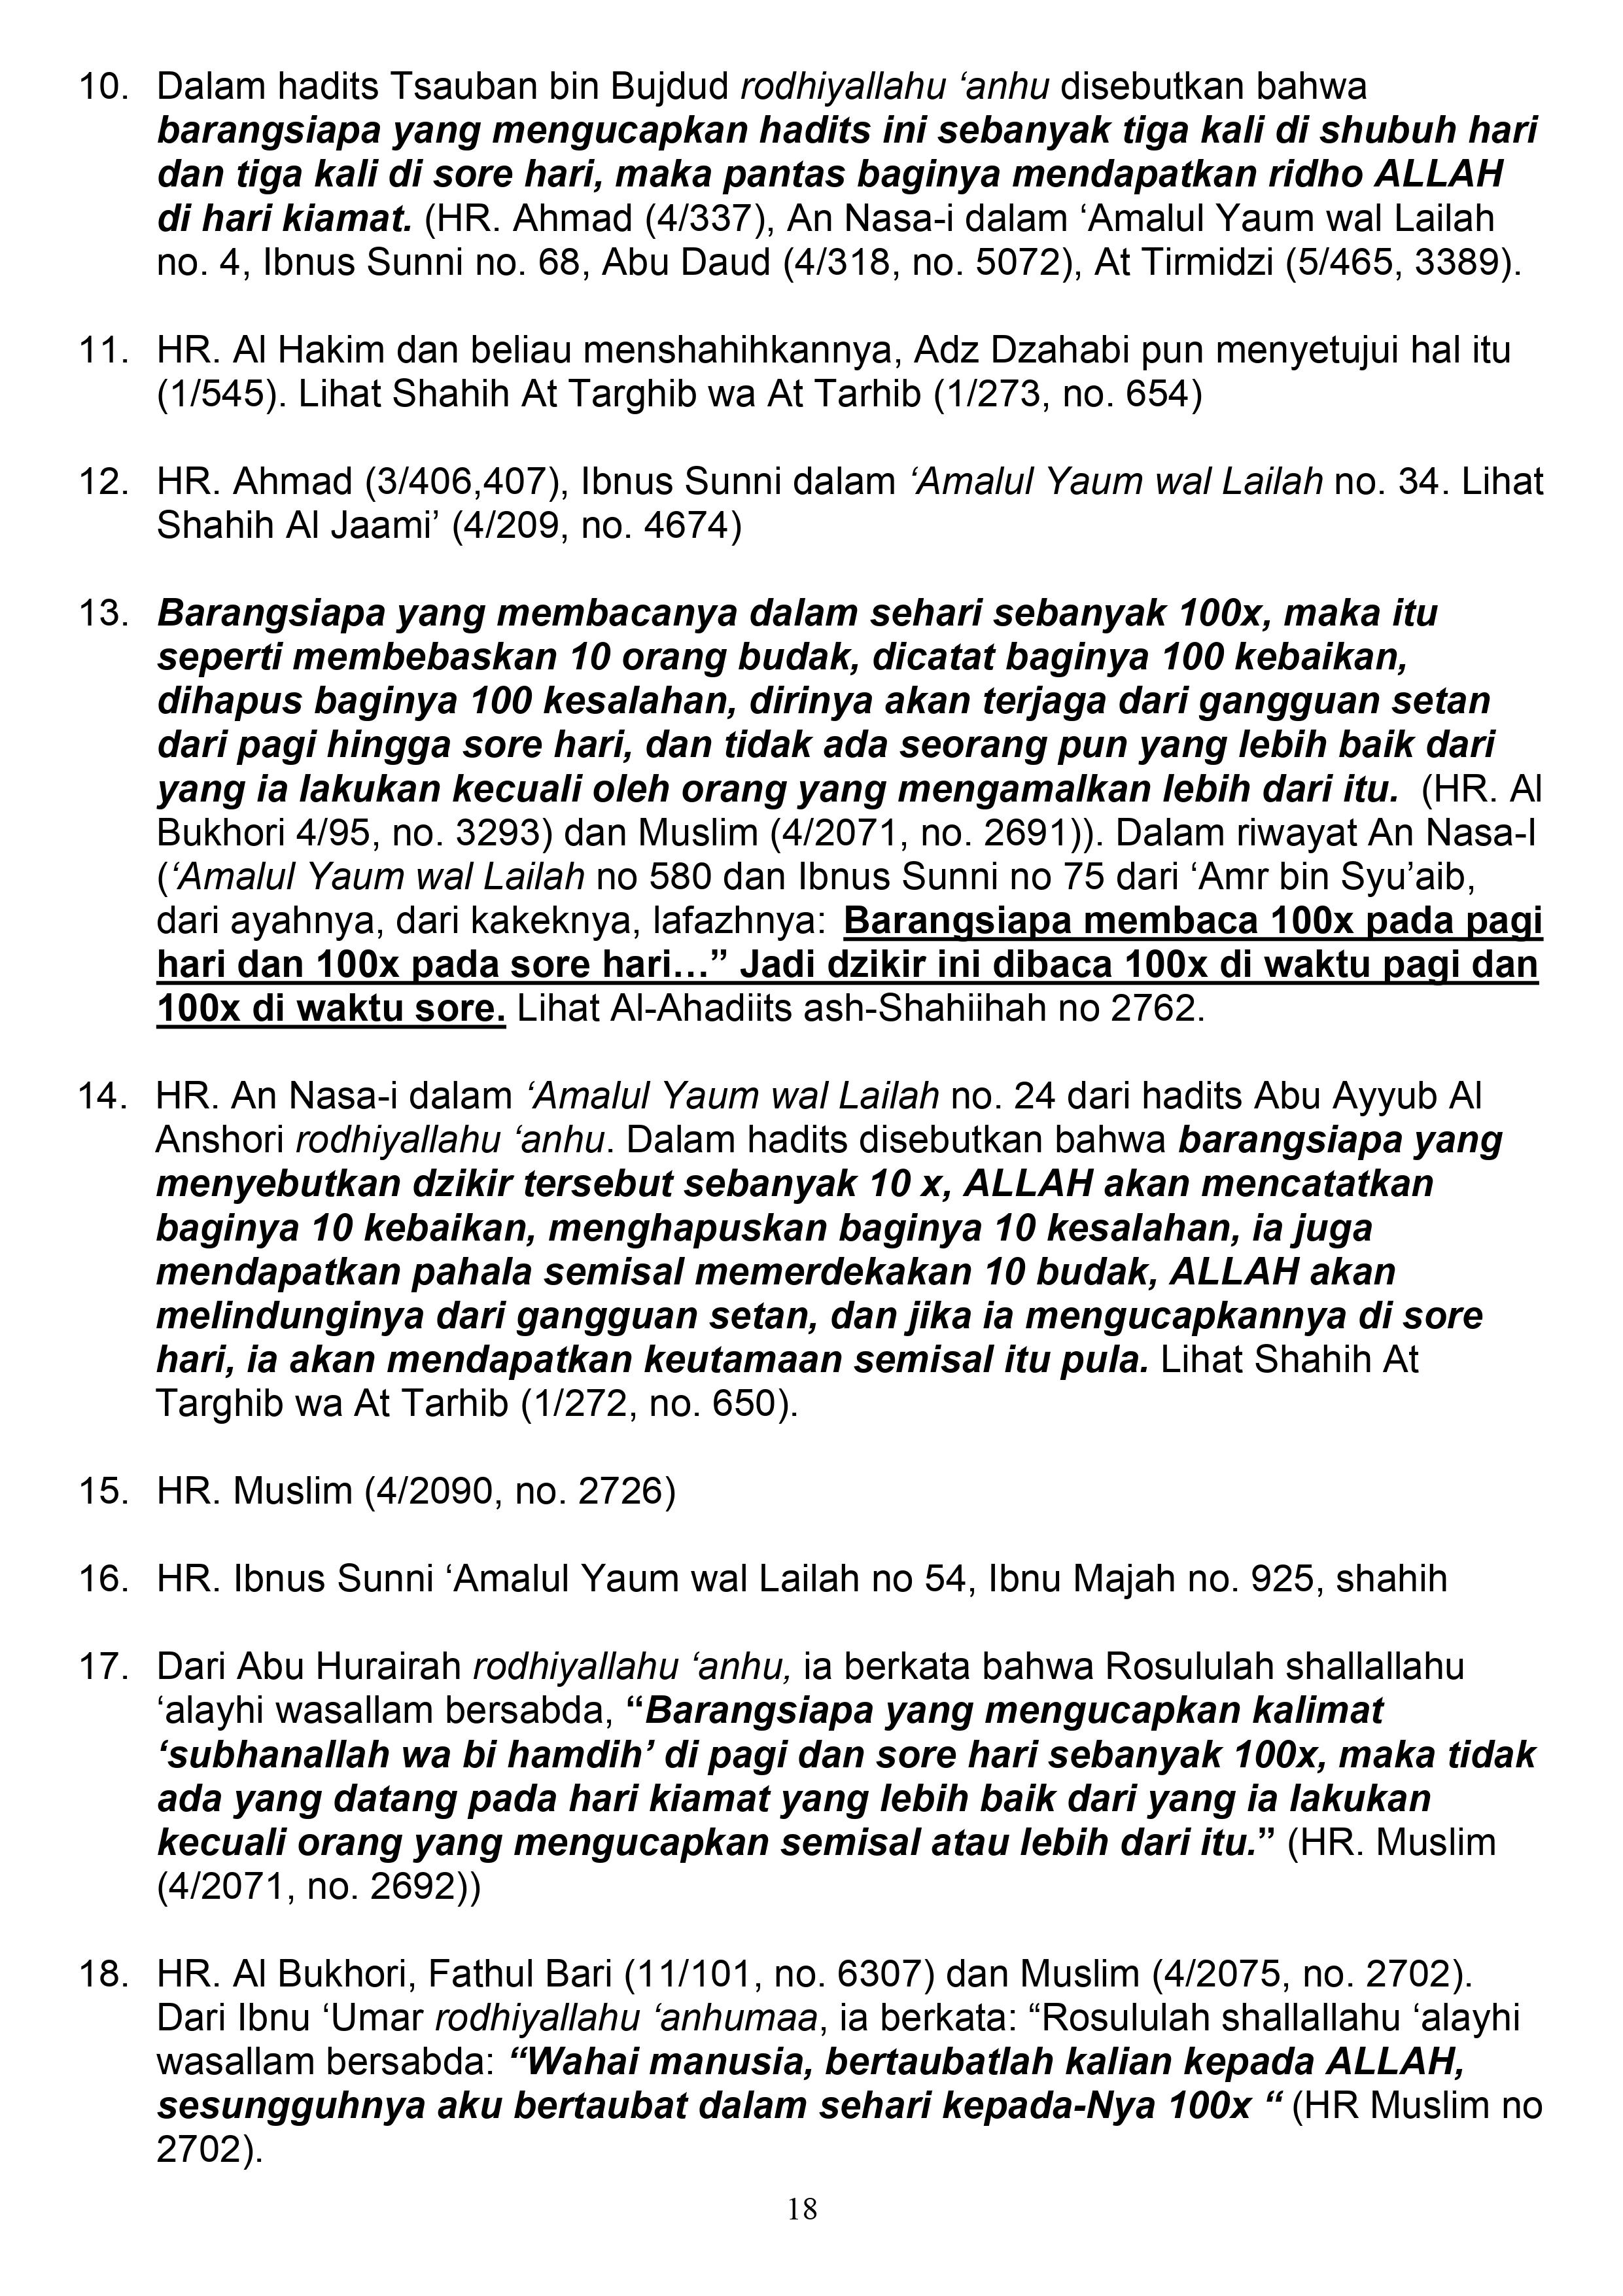 10. Dalam hadits Tsauban bin Bujdud rodhiyallahu ‘anhu disebutkan bahwa
barangsiapa yang mengucapkan hadits ini sebanyak tiga kali di shubuh hari
dan tiga kali di sore hari, maka pantas baginya mendapatkan ridho ALLAH
di hari kiamat. (HR. Ahmad (4/337), An Nasa-i dalam ‘Amalul Yaum wal Lailah
no. 4, Ibnus Sunni no. 68, Abu Daud (4/318, no. 5072), At Tirmidzi (5/465, 3389).
11. HR. Al Hakim dan beliau menshahihkannya, Adz Dzahabi pun menyetujui hal itu
(1/545). Lihat Shahih At Targhib wa At Tarhib (1/273, no. 654)
12. HR. Ahmad (3/406,407), Ibnus Sunni dalam ‘Amalul Yaum wal Lailah no. 34. Lihat
Shahih Al Jaami’ (4/209, no. 4674)
13. Barangsiapa yang membacanya dalam sehari sebanyak 100x, maka itu
seperti membebaskan 10 orang budak, dicatat baginya 100 kebaikan,
dihapus baginya 100 kesalahan, dirinya akan terjaga dari gangguan setan
dari pagi hingga sore hari, dan tidak ada seorang pun yang lebih baik dari
yang ia lakukan kecuali oleh orang yang mengamalkan lebih dari itu. (HR. Al
Bukhori 4/95, no. 3293) dan Muslim (4/2071, no. 2691)). Dalam riwayat An Nasa-I
(‘Amalul Yaum wal Lailah no 580 dan Ibnus Sunni no 75 dari ‘Amr bin Syu’aib,
dari ayahnya, dari kakeknya, lafazhnya: Barangsiapa membaca 100x pada pagi
hari dan 100x pada sore hari…” Jadi dzikir ini dibaca 100x di waktu pagi dan
100x di waktu sore. Lihat Al-Ahadiits ash-Shahiihah no 2762.
14. HR. An Nasa-i dalam ‘Amalul Yaum wal Lailah no. 24 dari hadits Abu Ayyub Al
Anshori rodhiyallahu ‘anhu. Dalam hadits disebutkan bahwa barangsiapa yang
menyebutkan dzikir tersebut sebanyak 10 x, ALLAH akan mencatatkan
baginya 10 kebaikan, menghapuskan baginya 10 kesalahan, ia juga
mendapatkan pahala semisal memerdekakan 10 budak, ALLAH akan
melindunginya dari gangguan setan, dan jika ia mengucapkannya di sore
hari, ia akan mendapatkan keutamaan semisal itu pula. Lihat Shahih At
Targhib wa At Tarhib (1/272, no. 650).
15. HR. Muslim (4/2090, no. 2726)
16. HR. Ibnus Sunni ‘Amalul Yaum wal Lailah no 54, Ibnu Majah no. 925, shahih
17. Dari Abu Hurairah rodhiyallahu ‘anhu, ia berkata bahwa Rosululah shallallahu
‘alayhi wasallam bersabda, “Barangsiapa yang mengucapkan kalimat
‘subhanallah wa bi hamdih’ di pagi dan sore hari sebanyak 100x, maka tidak
ada yang datang pada hari kiamat yang lebih baik dari yang ia lakukan
kecuali orang yang mengucapkan semisal atau lebih dari itu.” (HR. Muslim
(4/2071, no. 2692))
18. HR. Al Bukhori, Fathul Bari (11/101, no. 6307) dan Muslim (4/2075, no. 2702).
Dari Ibnu ‘Umar rodhiyallahu ‘anhumaa, ia berkata: “Rosululah shallallahu ‘alayhi
wasallam bersabda: “Wahai manusia, bertaubatlah kalian kepada ALLAH,
sesungguhnya aku bertaubat dalam sehari kepada-Nya 100x “ (HR Muslim no
2702).
18